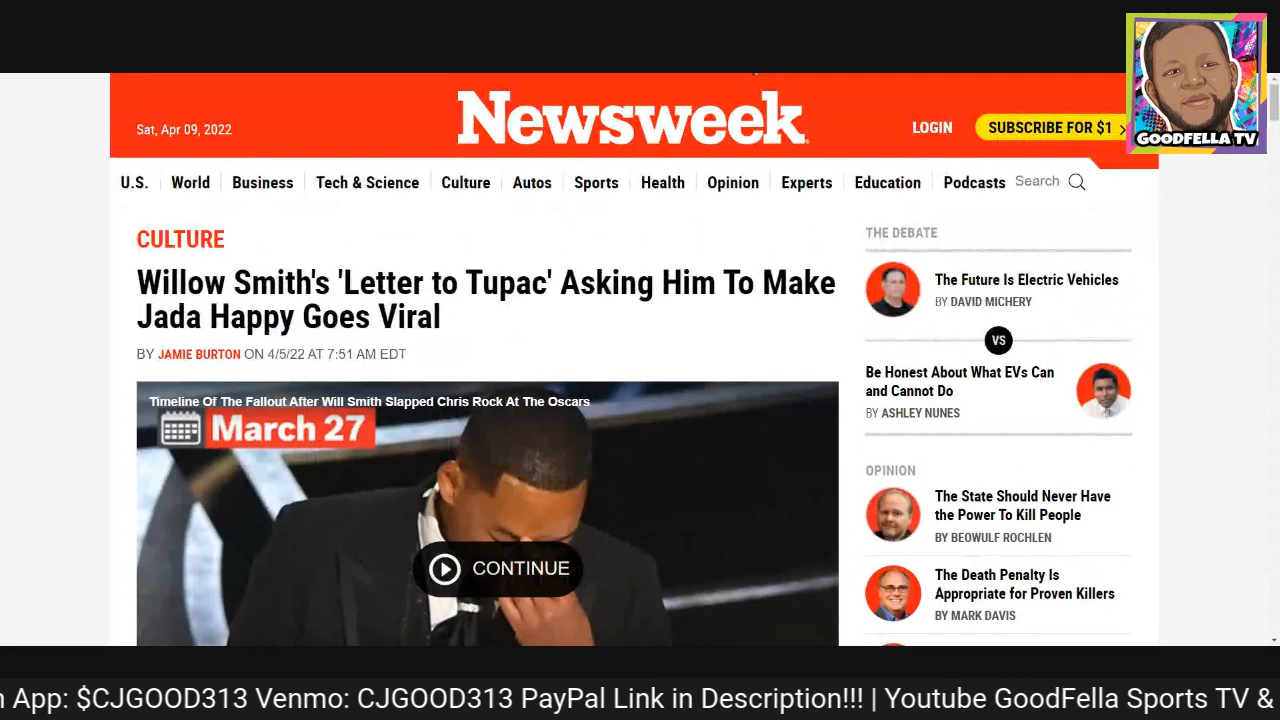 GOODFELLA TV
Newsweek
Sat, Apr 09, 2022
LOGIN
SUBSCRIBE FOR $1
U.S.
World
Business
Tech & Science
Culture
Autos
Sports
Health
Opinion
Experts
Education
Podcasts
Search
CULTURE
Willow Smith's 'Letter to Tupac' Asking Him To Make
Jada Happy Goes Viral
BY JAMIE BURTON ON 4/5/22 AT 7:51 AM EDT
Timeline Of The Fallout After Will Smith Slapped Chris Rock At The Oscars
March 27
CONTINUE
THE DEBATE
The Future Is Electric Vehicles
BY DAVID MICHERY
VS
Be Honest About What EVs Can
and Cannot Do
BY ASHLEY NUNES
OPINION
The State Should Never Have
the Power To Kill People
BY BEOWULF ROCHLEN
The Death Penalty Is
Appropriate for Proven Killers
BY MARK DAVIS
App: $CJGOOD313 Venmo: CJGOOD313 PayPal Link in Description!!! | Youtube GoodFella Sports TV &